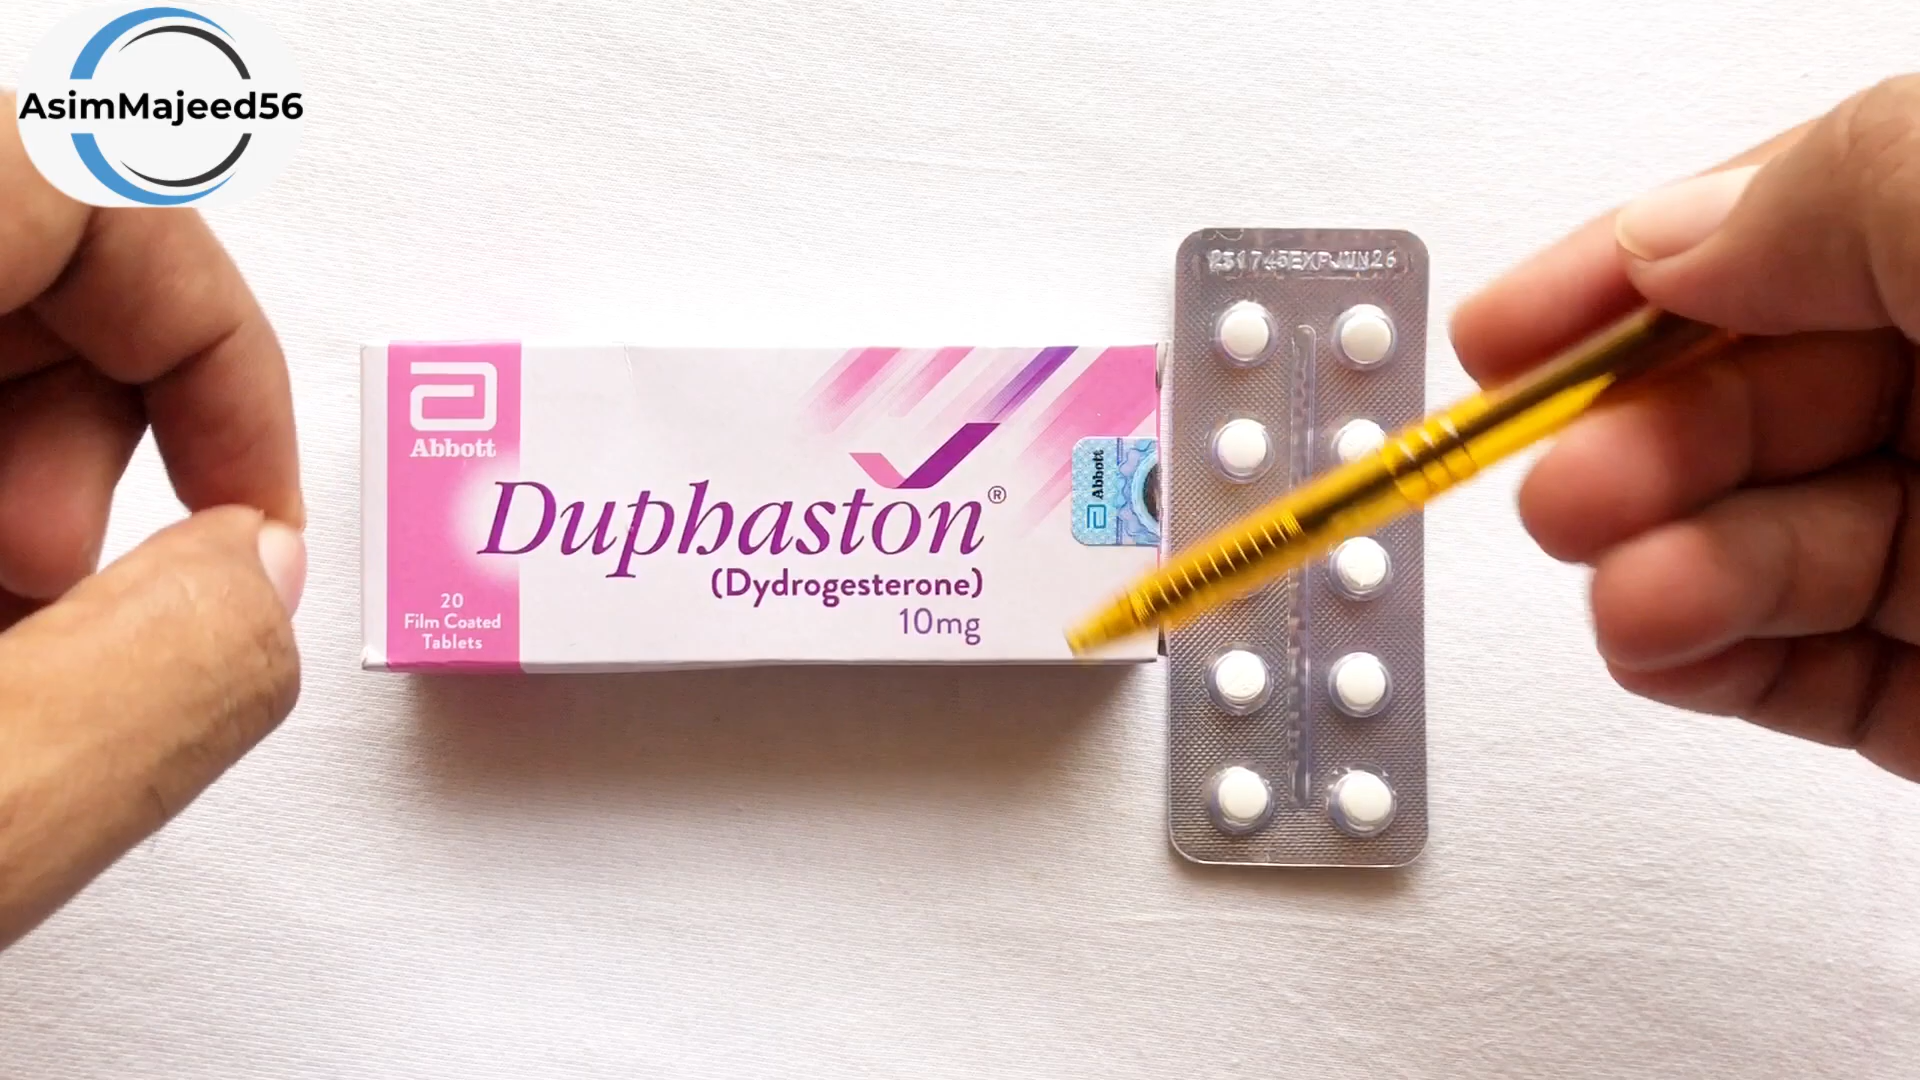 AsimMajeed56
Abbott
Duphaston®
(Dydrogesterone)
10mg
20
Film Coated
Tablets
Abbott
EXP JUN26